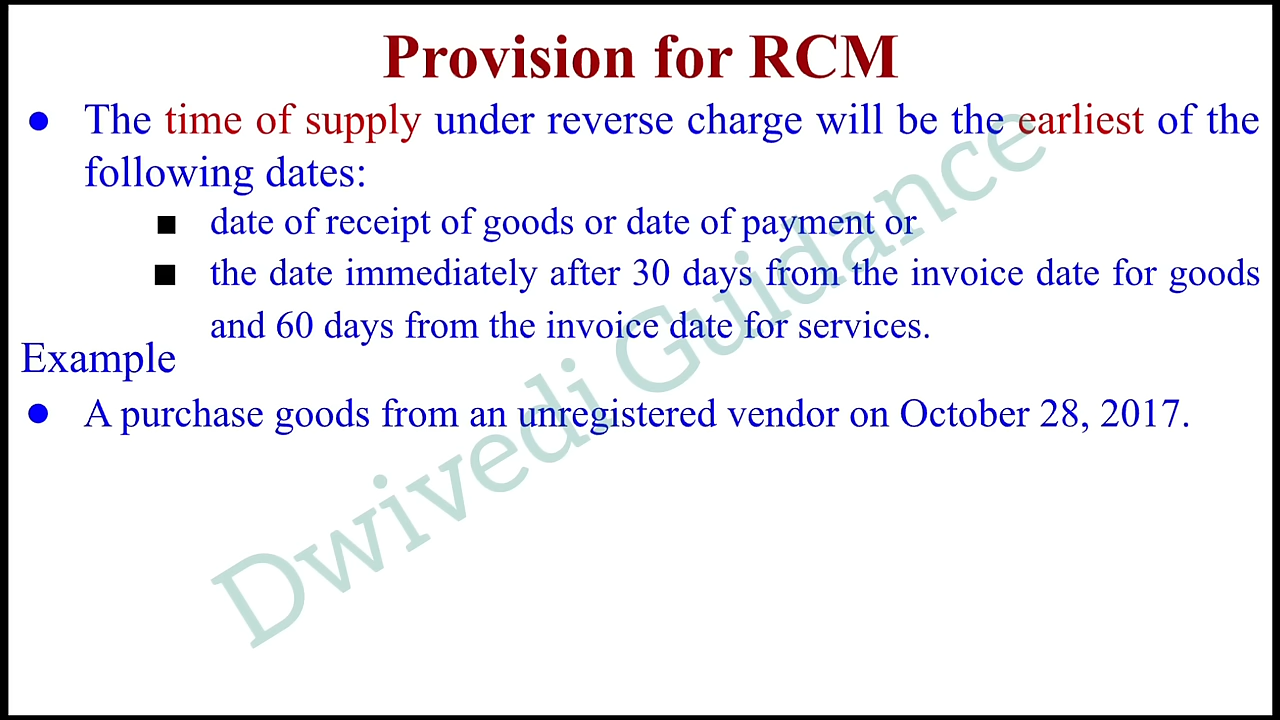 Provision for RCM
● The time of supply under reverse charge will be the earliest of the
following dates:
■ date of receipt of goods or date of payment or
■ the date immediately after 30 days from the invoice date for goods
and 60 days from the invoice date for services.
Example
● A purchase goods from an unregistered vendor on October 28, 2017.
Dwivedi Guidance